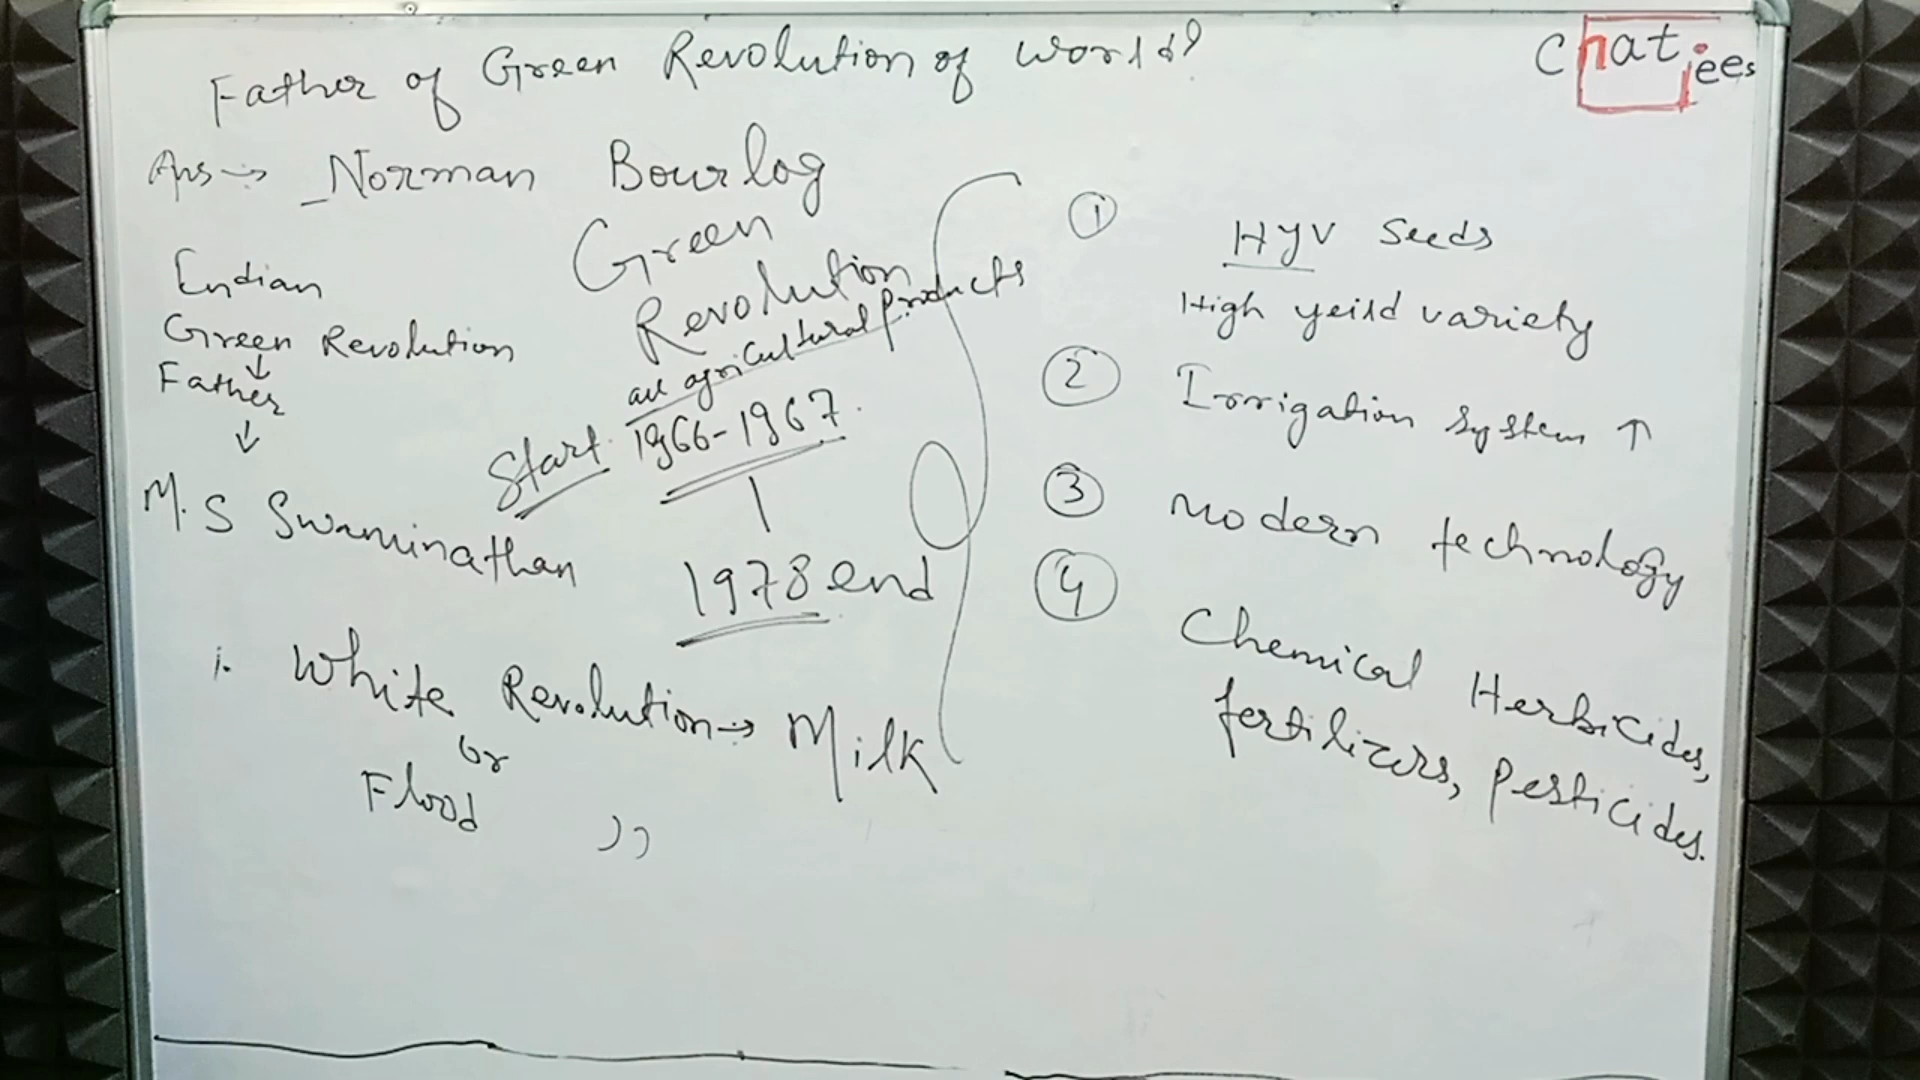 Father of Green Revolution of world?
Chatjees
Ans → Norman Bourlog
Green
Revolution
all agricultural products
Start 1966-1967.
1978 end
Indian
Green Revolution
↓
Father
↓
M. S Swaminathan
i. White Revolution → Milk
or
Flood ,,
① HYV Seeds
High yeild variety
② Irrigation System ↑
③ Modern technology
④ Chemical Herbicides,
fertilizers, pesticides.